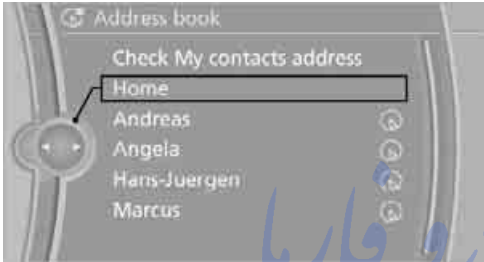 Address book
Check My contacts address
Home
Andreas
Angela
Hans-Juergen
Marcus